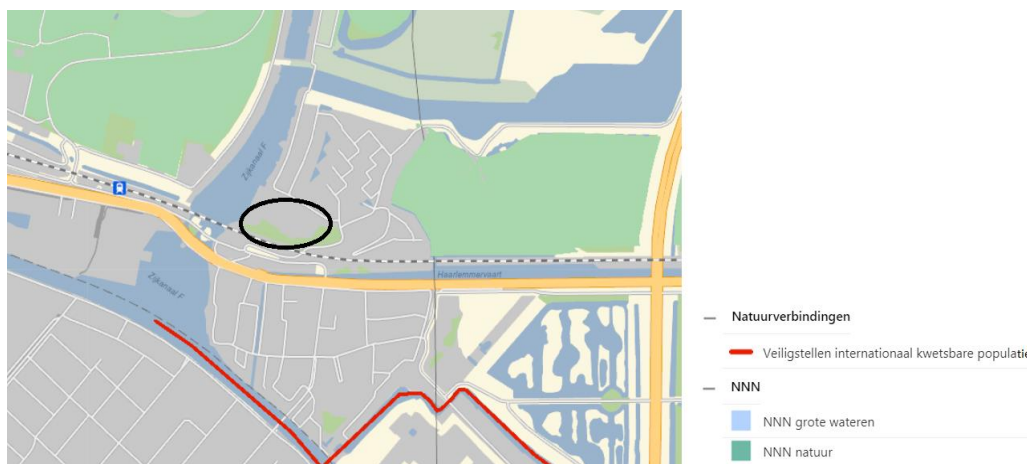 Zijkanaal F
Zijkanaal F
Haarlemmervaart
Natuurverbindingen
Veiligstellen internationaal kwetsbare populatie
NNN
NNN grote wateren
NNN natuur